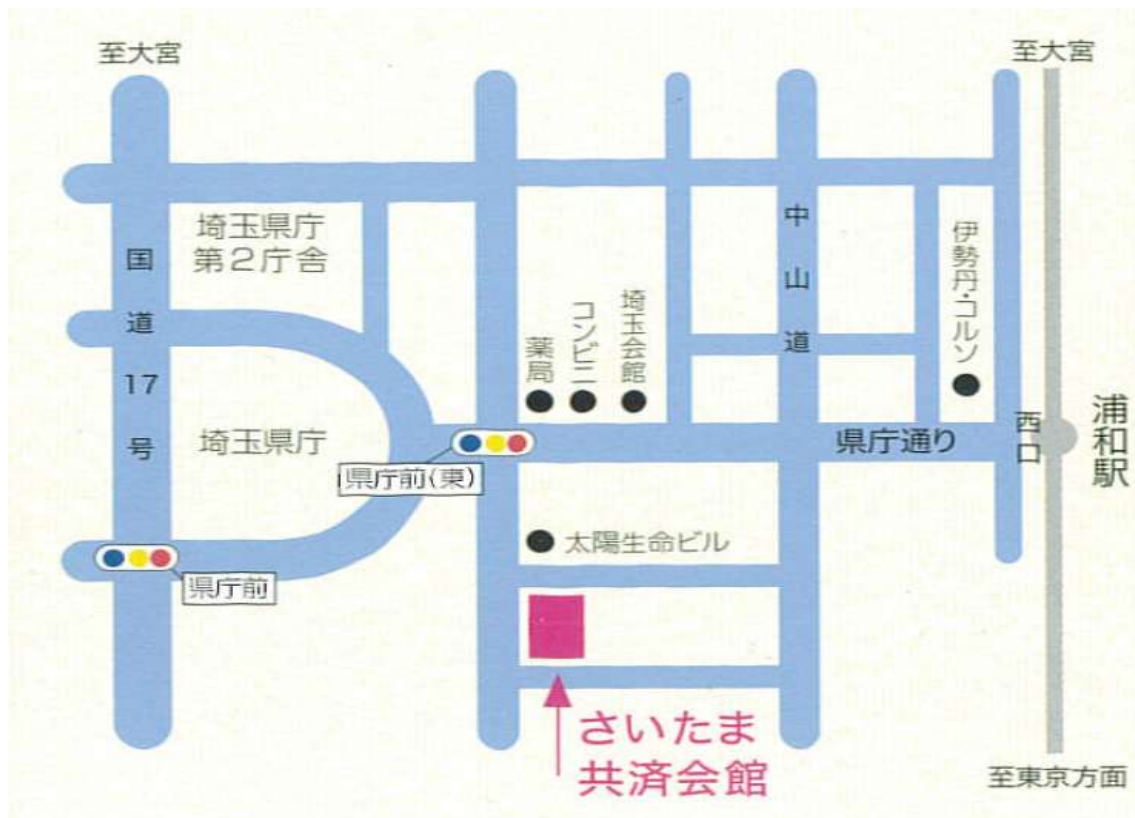 至大宮
至大宮
埼玉県庁
第２庁舎
国道17号
中山道
伊勢丹・コルソ
薬局
コンビニ
埼玉会館
埼玉県庁
県庁前(東)
県庁通り
西口
浦和駅
太陽生命ビル
県庁前
さいたま
共済会館
至東京方面